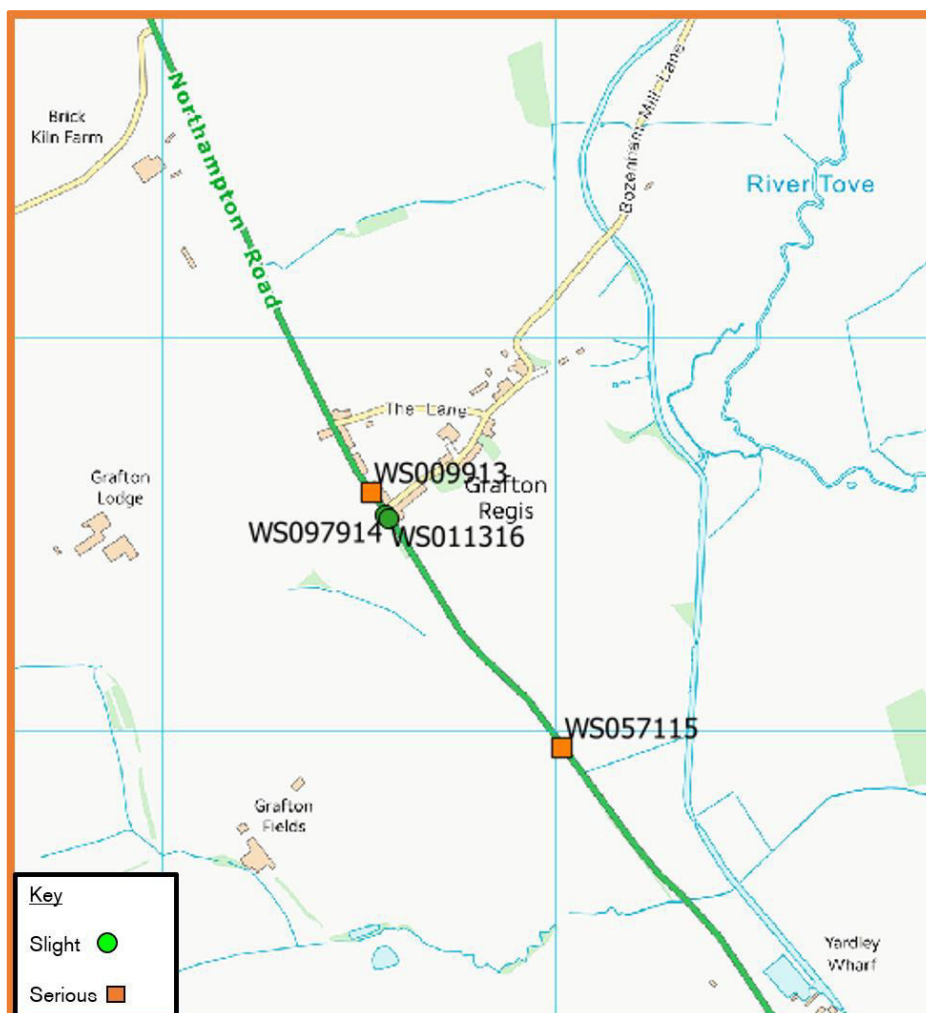 Brick
Kiln Farm
Northampton Road
Bozenham Mill Lane
River Tove
The Lane
WS009913
Grafton
Lodge
Grafton
Regis
WS097914
WS011316
WS057115
Grafton
Fields
Yardley
Wharf
Key
Slight
Serious